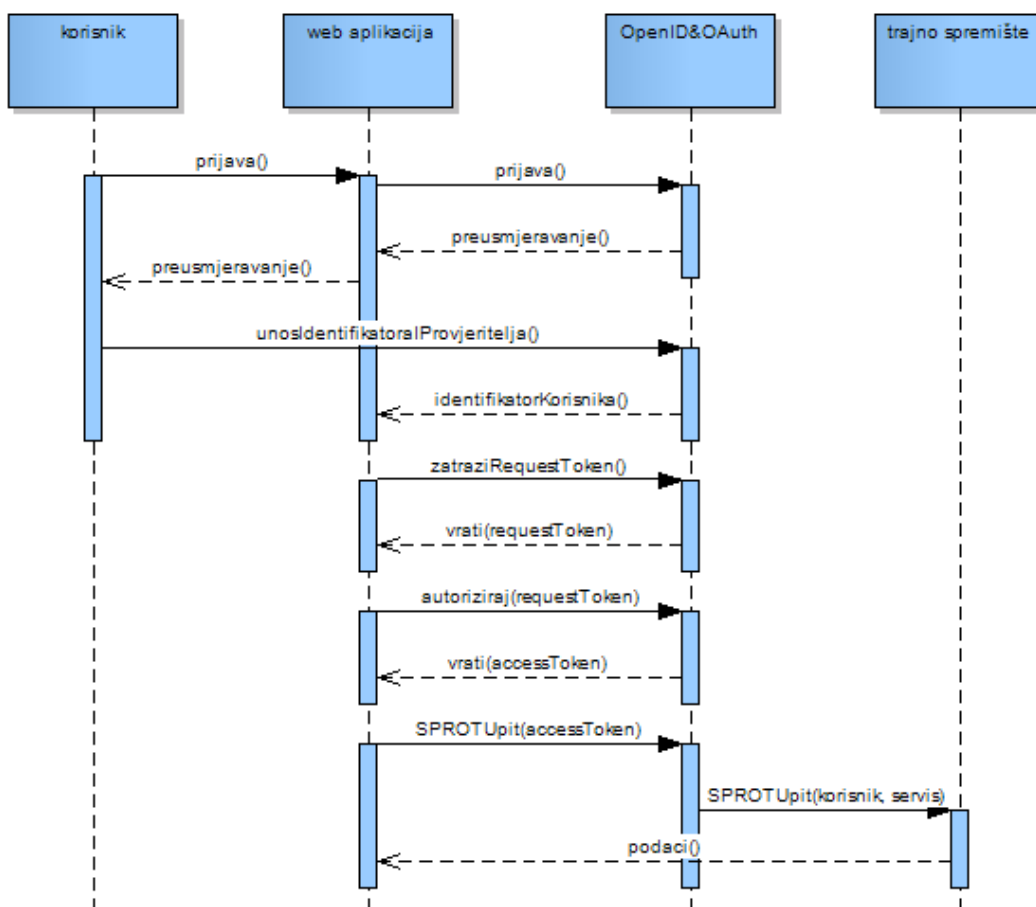 korisnik
web aplikacija
OpenID&OAuth
trajno spremište
prijava()
prijava()
preusmjeravanje()
preusmjeravanje()
unosIdentifikatoraIProvjeritelja()
identifikatorKorisnika()
zatraziRequestToken()
vrati(requestToken)
autoriziraj(requestToken)
vrati(accessToken)
SPROTUpit(accessToken)
SPROTUpit(korisnik, servis)
podaci()